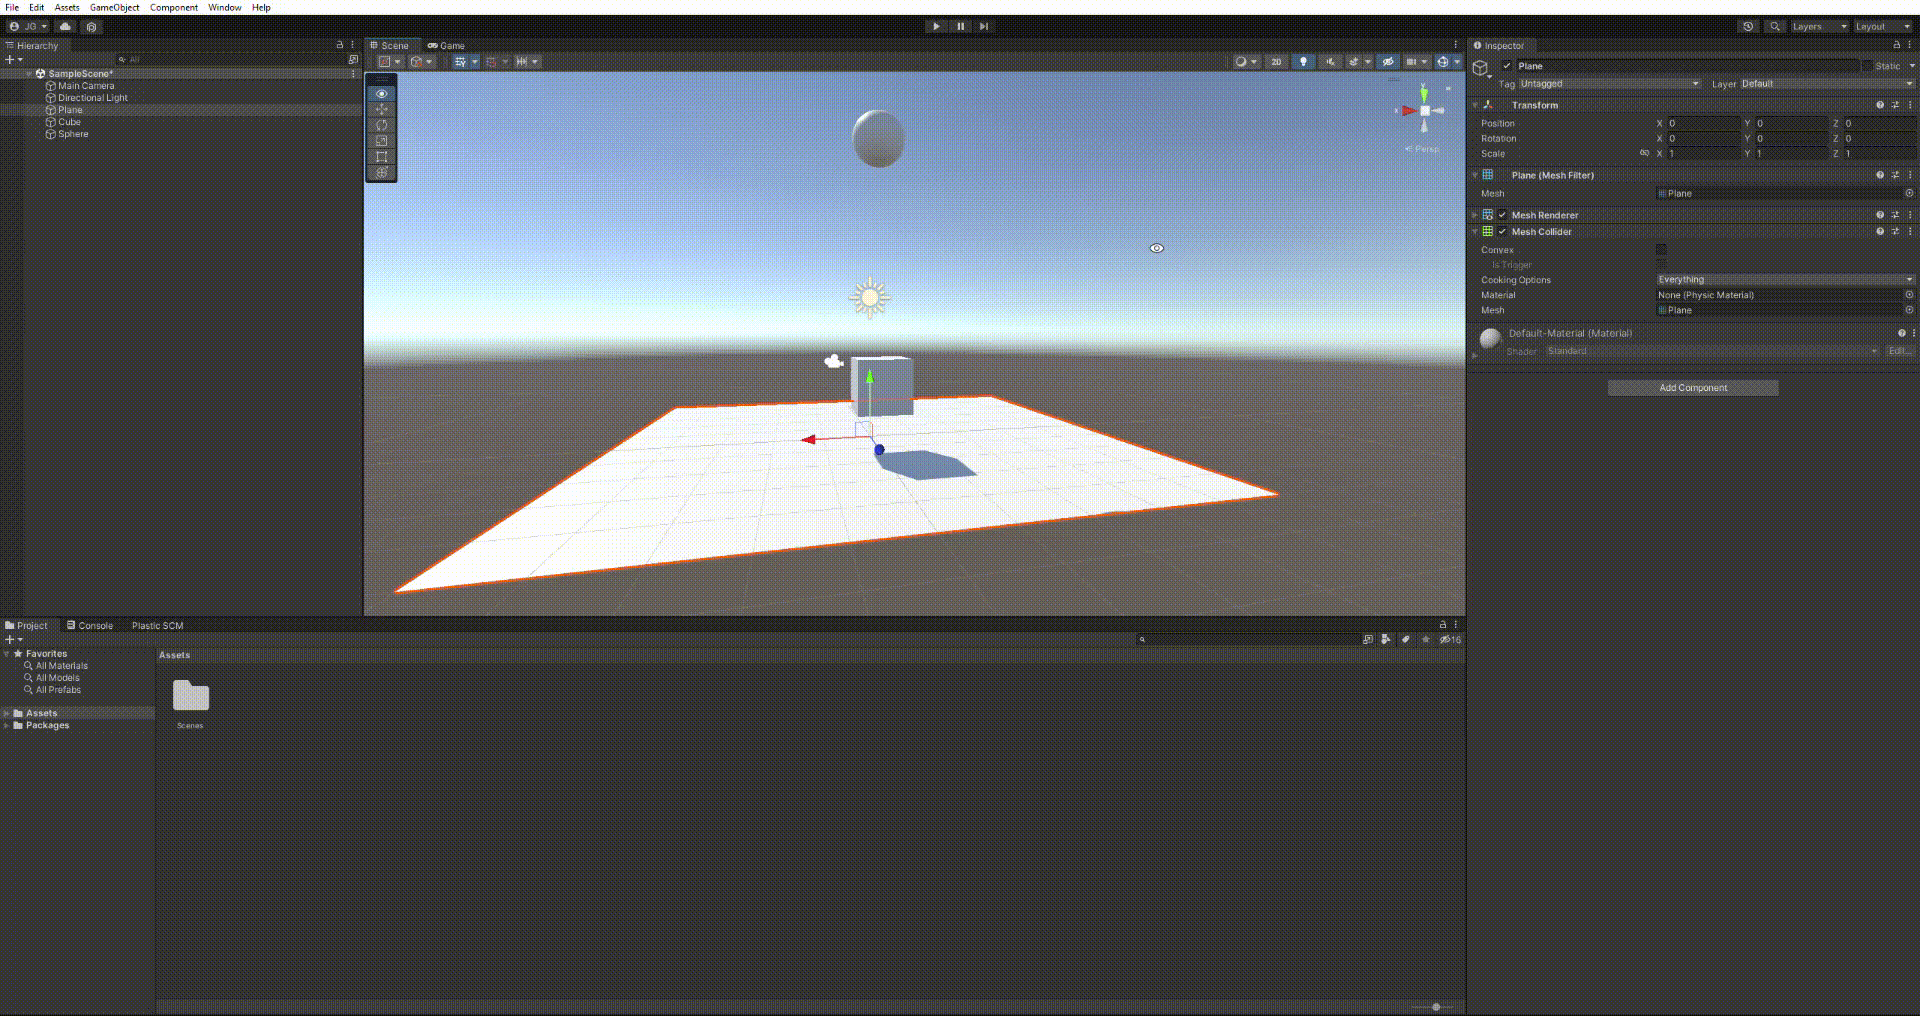 File Edit Assets GameObject Component Window Help
JG Layers Layout
Hierarchy
All
SampleScene*
Main Camera
Directional Light
Plane
Cube
Sphere
Scene Game
2D
Persp
Inspector
Plane Static
Tag Untagged Layer Default
Transform
Position X 0 Y 0 Z 0
Rotation X 0 Y 0 Z 0
Scale X 1 Y 1 Z 1
Plane (Mesh Filter)
Mesh Plane
Mesh Renderer
Mesh Collider
Convex
Is Trigger
Cooking Options Everything
Material None (Physic Material)
Mesh Plane
Default-Material (Material)
Shader Standard Edit...
Add Component
Project Console Plastic SCM
16
Favorites
All Materials
All Models
All Prefabs
Assets
Packages
Assets
Scenes